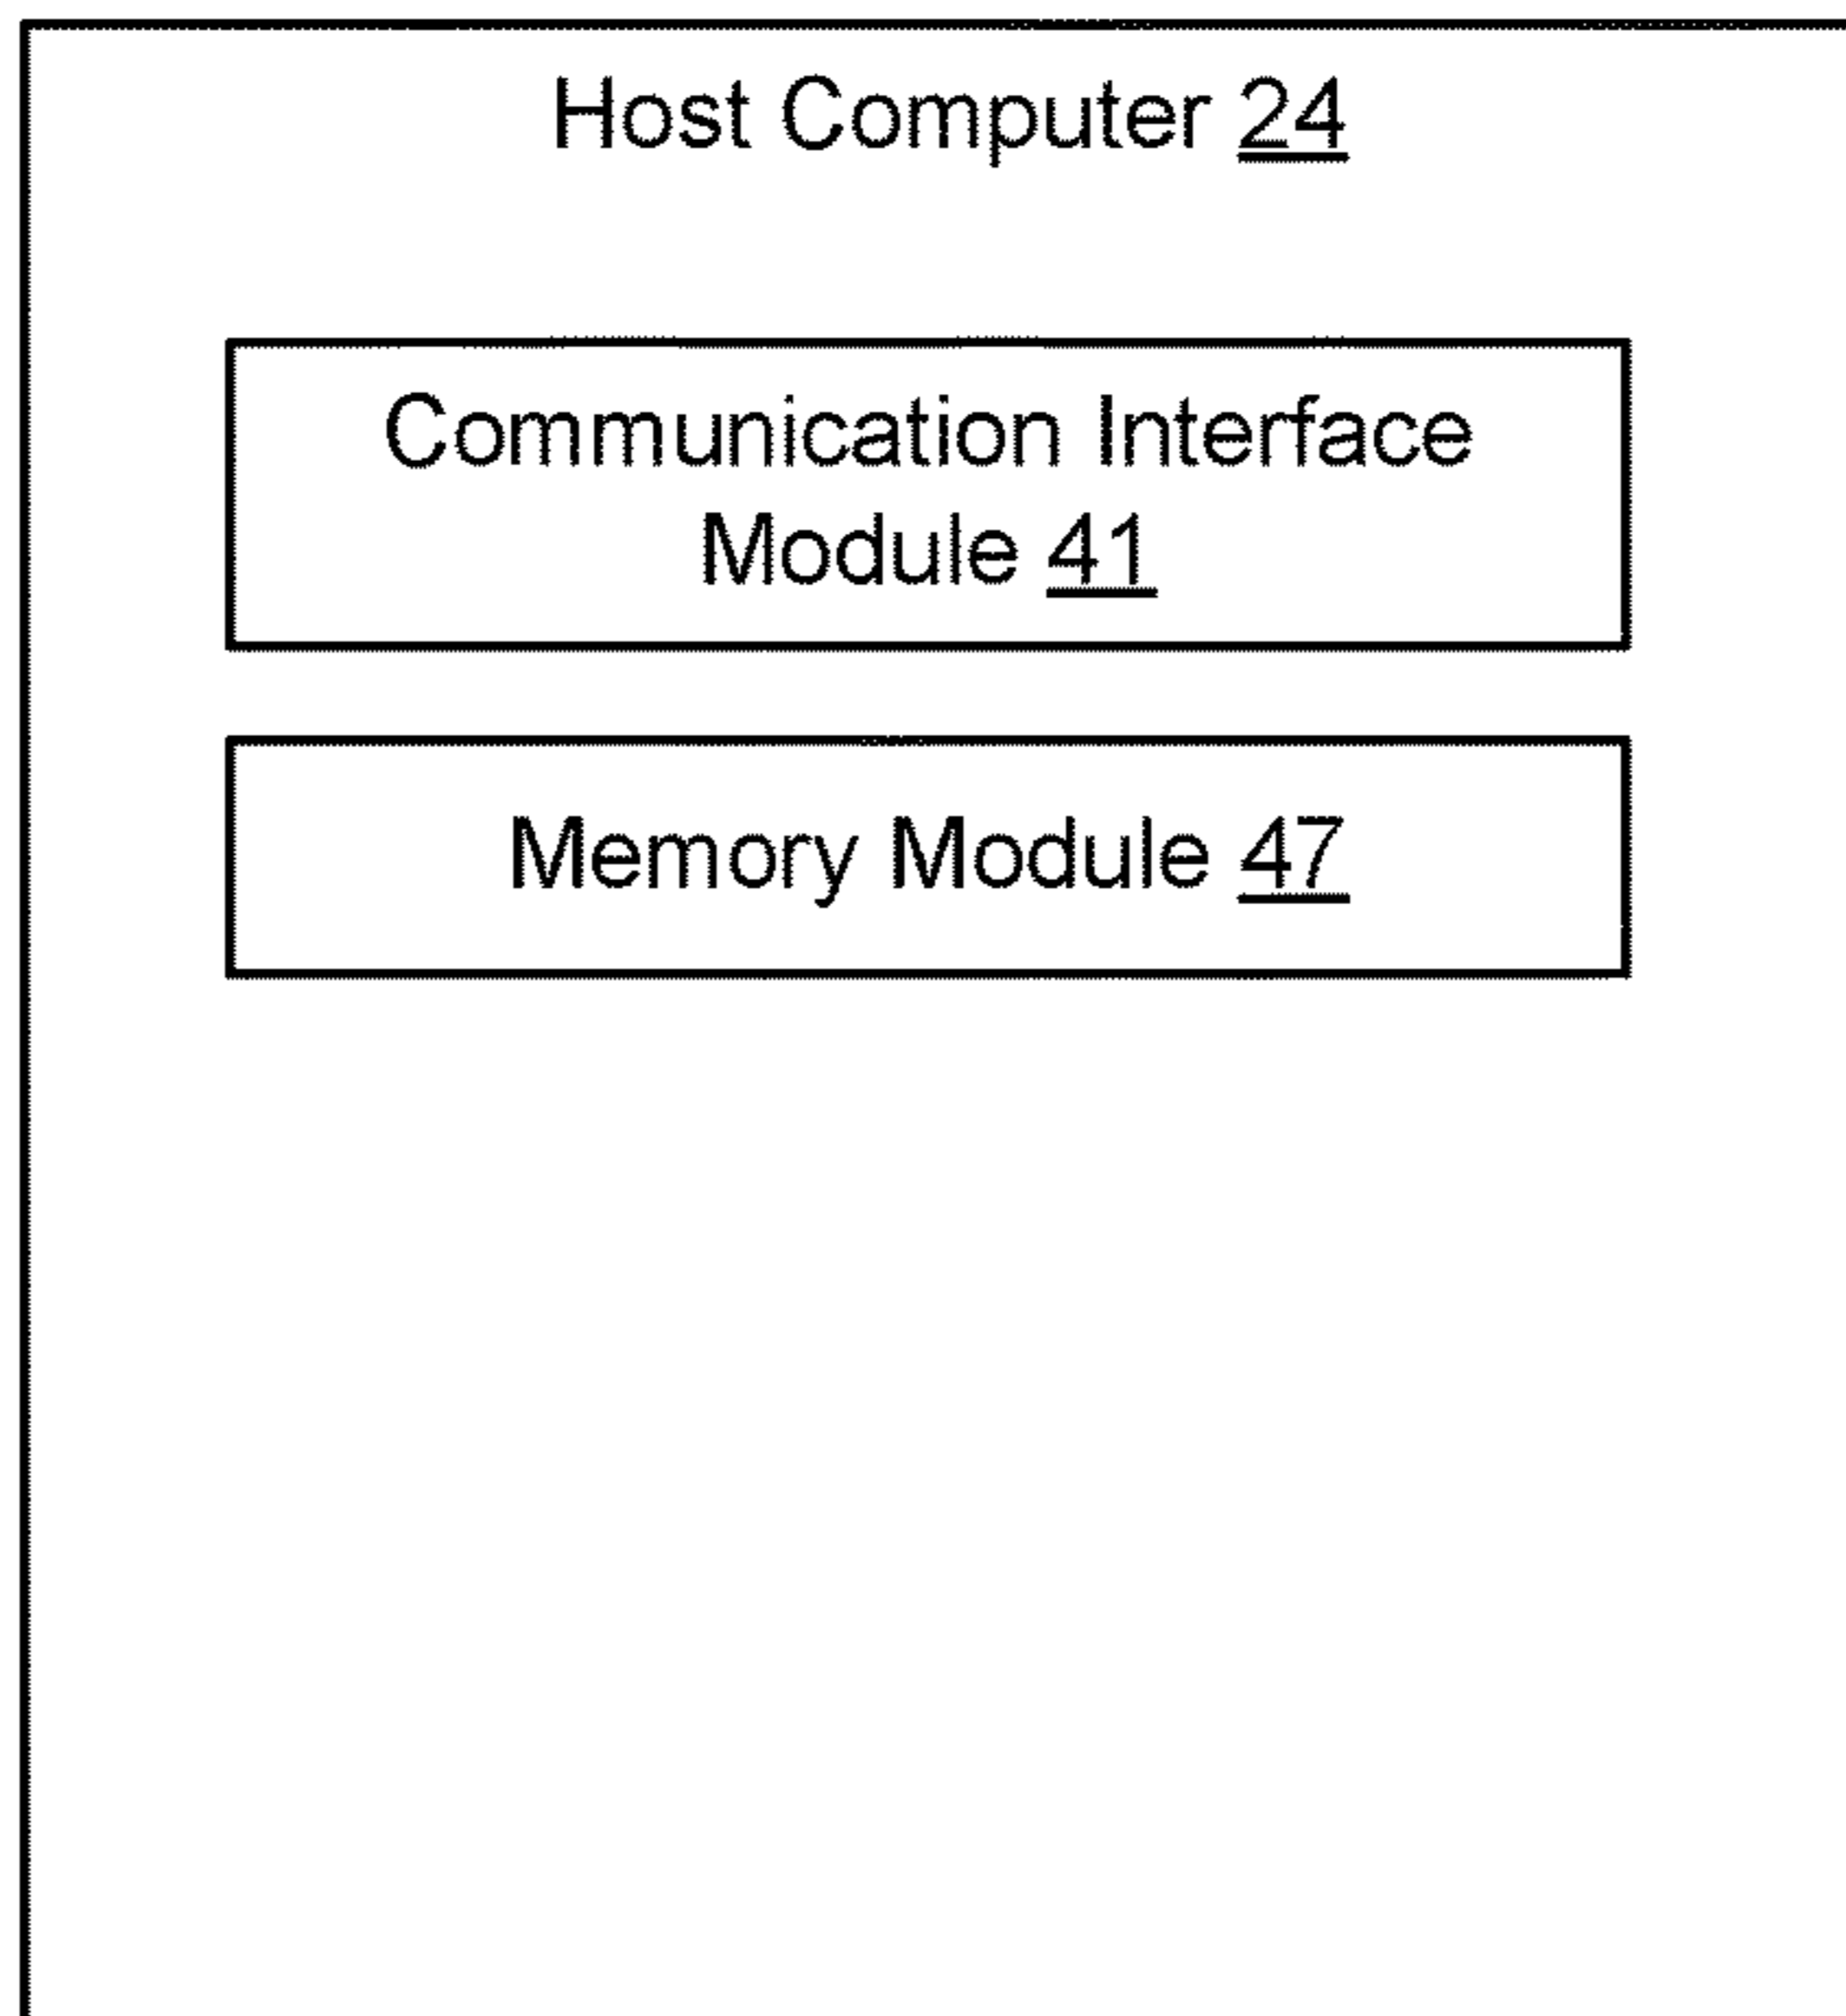 Host Computer 24
Communication Interface
Module 41
Memory Module 47